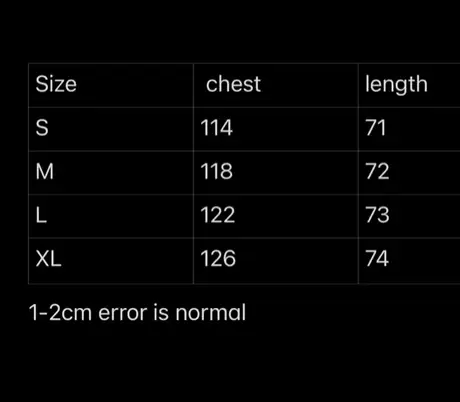 Size chest length
S 114 71
M 118 72
L 122 73
XL 126 74
1-2cm error is normal